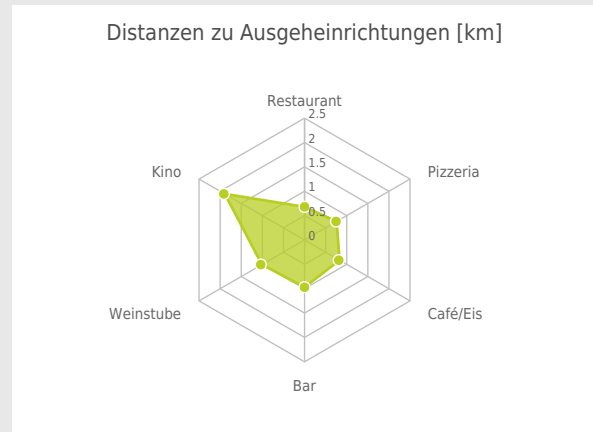 Distanzen zu Ausgeheinrichtungen [km]
Restaurant
2.5
2
1.5
1
0.5
0
Kino
Pizzeria
Weinstube
Café/Eis
Bar